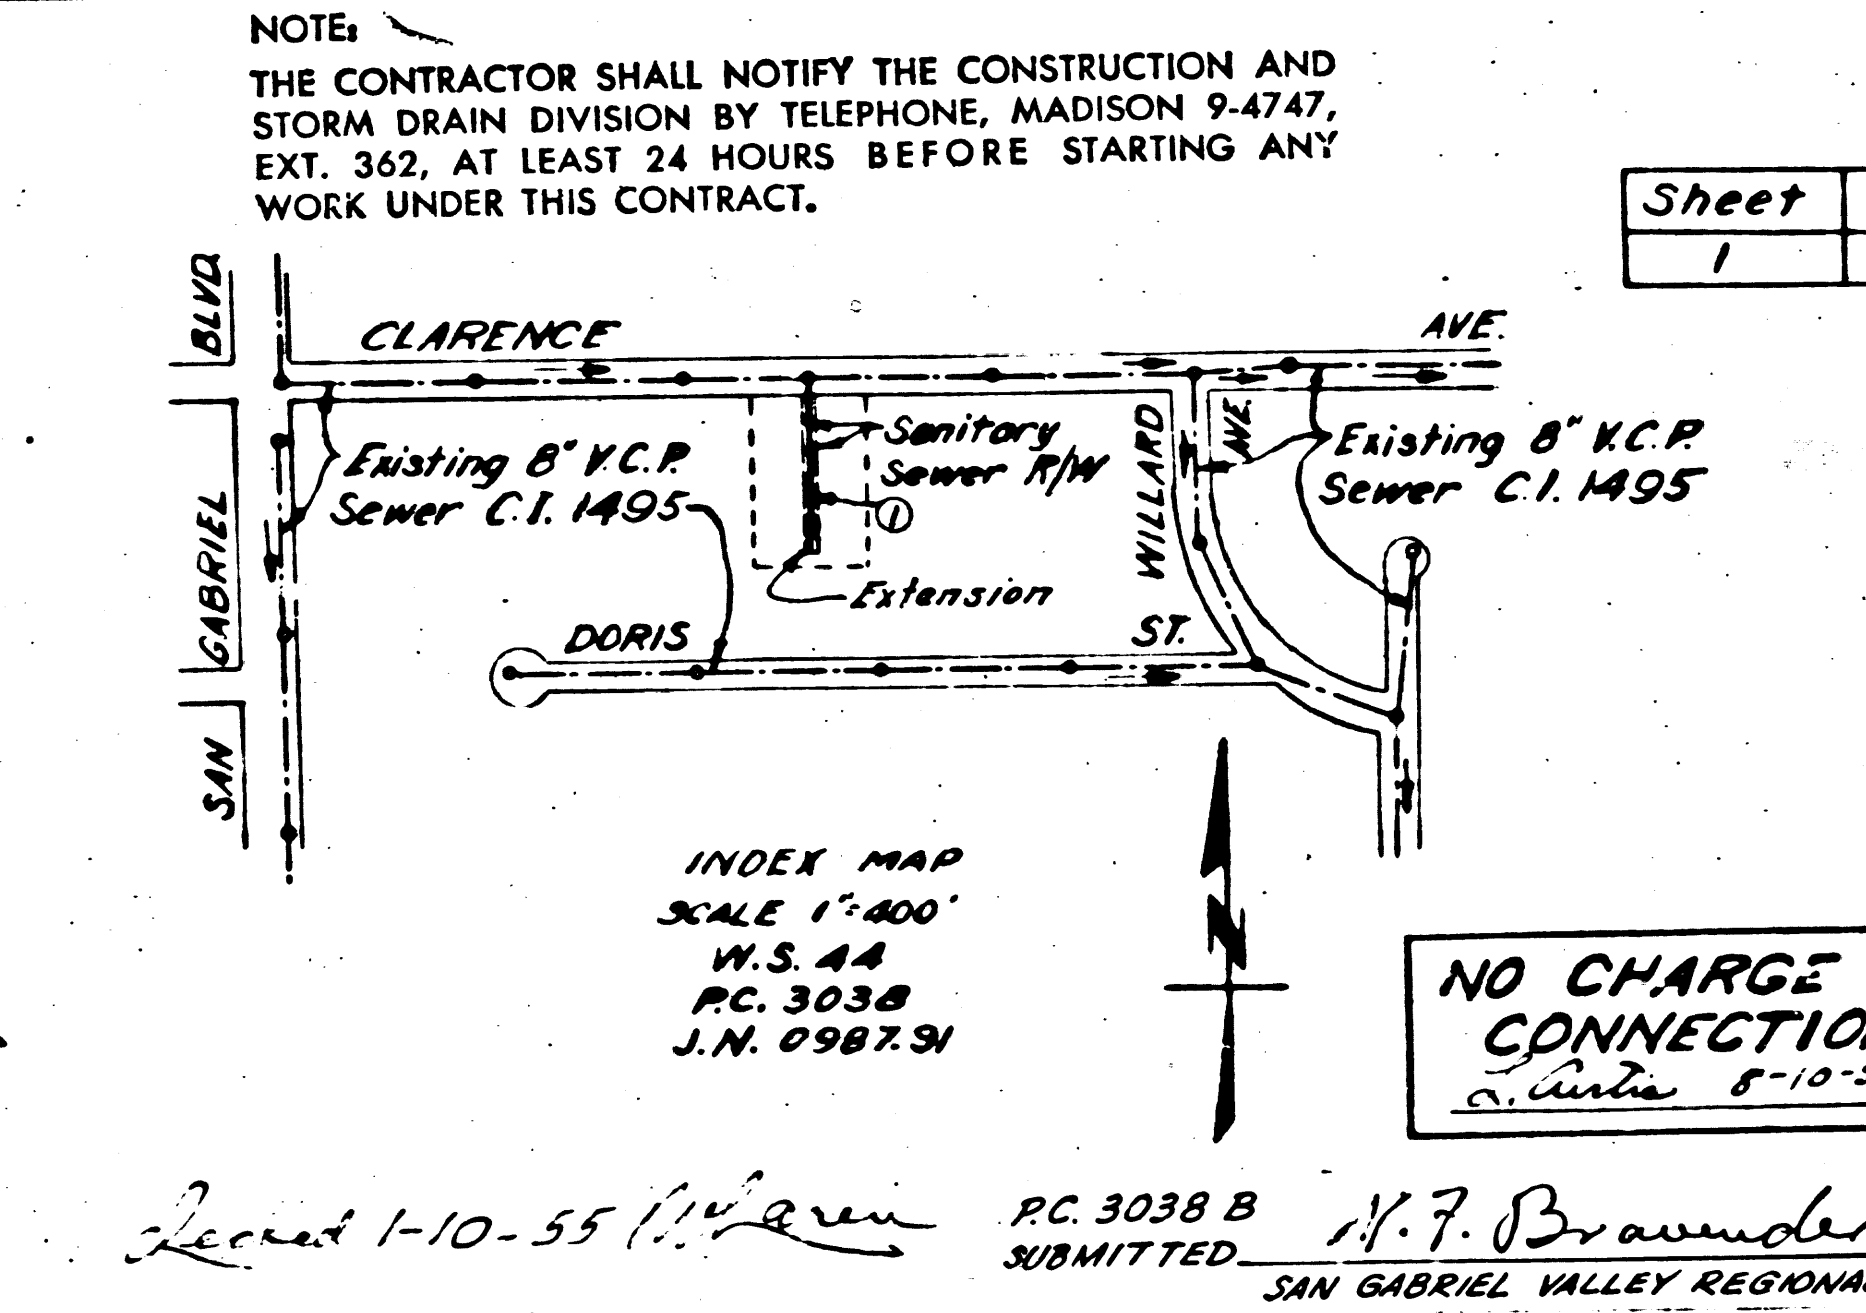 NOTE:
THE CONTRACTOR SHALL NOTIFY THE CONSTRUCTION AND
STORM DRAIN DIVISION BY TELEPHONE, MADISON 9-4747,
EXT. 362, AT LEAST 24 HOURS BEFORE STARTING ANY
WORK UNDER THIS CONTRACT.
Sheet
1
SAN GABRIEL BLVD.
CLARENCE AVE.
Existing 8" V.C.P.
Sewer C.I. 1495
Sanitary
Sewer R/W
1
Extension
WILLARD AVE.
Existing 8" V.C.P.
Sewer C.I. 1495
DORIS ST.
INDEX MAP
SCALE 1"=400'
W.S. 44
P.C. 3038
J.N. 0987.91
N
NO CHARGE
CONNECTIO
L. Curtis 8-10-5
1-10-55
P.C. 3038 B
SUBMITTED N. F. Bravender
SAN GABRIEL VALLEY REGIONA